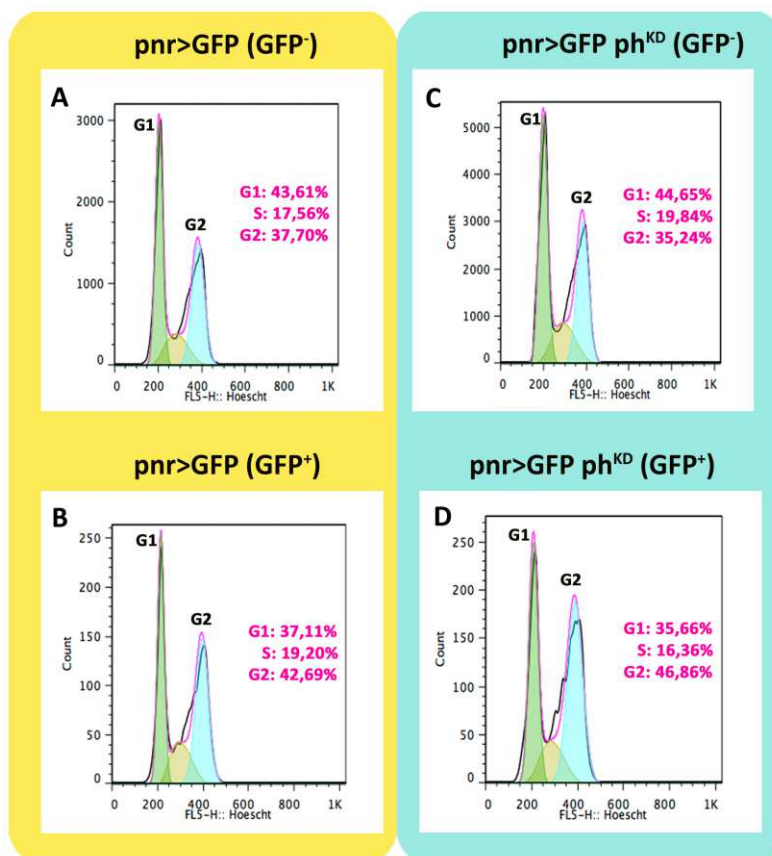 pnr>GFP (GFP⁻)
A
G1
G2
G1: 43,61%
S: 17,56%
G2: 37,70%
Count
3000
2000
1000
0
0 200 400 600 800 1K
FL5-H:: Hoescht
pnr>GFP phᴷᴰ (GFP⁻)
C
G1
G2
G1: 44,65%
S: 19,84%
G2: 35,24%
Count
5000
4000
3000
2000
1000
0
0 200 400 600 800 1K
FL5-H:: Hoescht
pnr>GFP (GFP⁺)
B
G1
G2
G1: 37,11%
S: 19,20%
G2: 42,69%
Count
250
200
150
100
50
0
0 200 400 600 800 1K
FL5-H:: Hoescht
pnr>GFP phᴷᴰ (GFP⁺)
D
G1
G2
G1: 35,66%
S: 16,36%
G2: 46,86%
Count
250
200
150
100
50
0
0 200 400 600 800 1K
FL5-H:: Hoescht